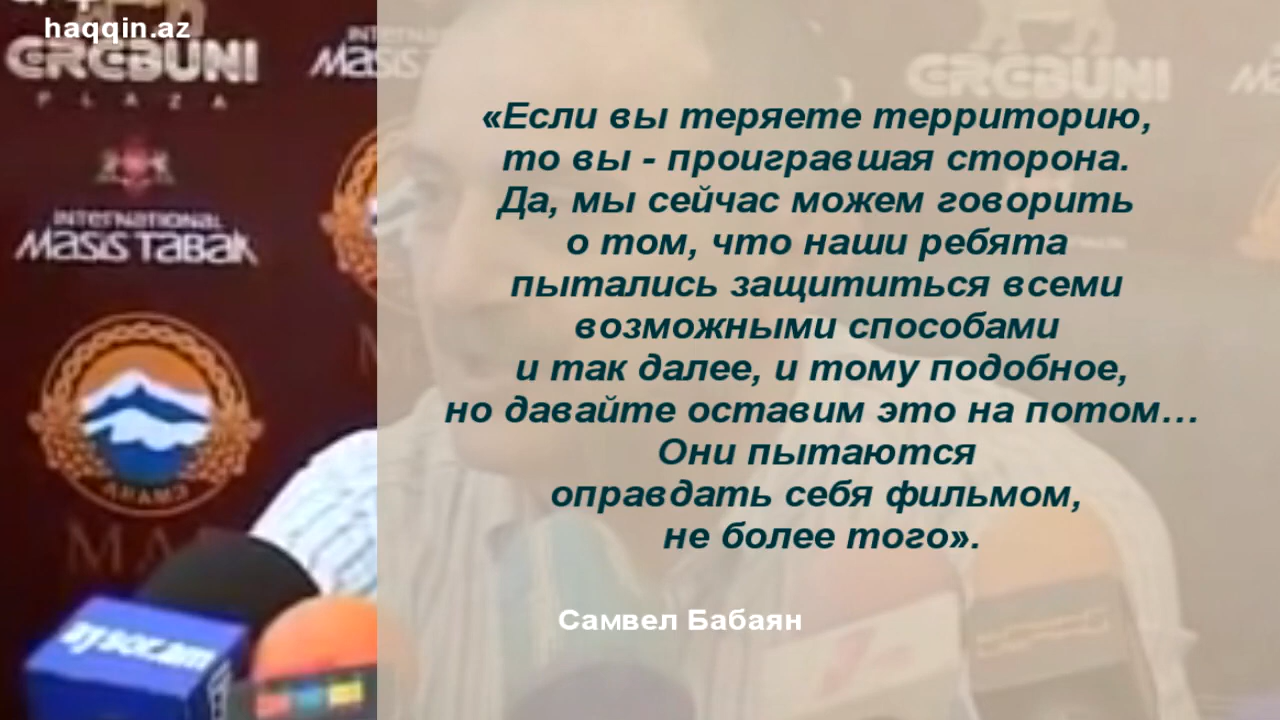 haqqin.az
EREBUNI
PLAZA
INTERNATIONAL
MASIS TABAK
EREBUNI
«Если вы теряете территорию,
то вы - проигравшая сторона.
Да, мы сейчас можем говорить
о том, что наши ребята
пытались защититься всеми
возможными способами
и так далее, и тому подобное,
но давайте оставим это на потом…
Они пытаются
оправдать себя фильмом,
не более того».
Самвел Бабаян